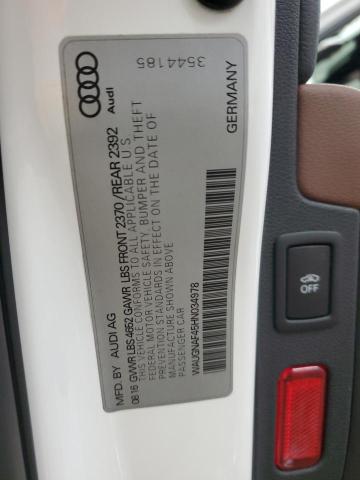 MFD. BY AUDI AG
08 16 GVWR LBS 4652 GAWR LBS FRONT 2370/REAR 2392
THIS VEHICLE CONFORMS TO ALL APPLICABLE U S
FEDERAL MOTOR VEHICLE SAFETY, BUMPER AND THEFT
PREVENTION STANDARDS IN EFFECT ON THE DATE OF
MANUFACTURE SHOWN ABOVE
PASSENGER CAR
WAUGNAF45HN034978
GERMANY
Audi
3544185
OFF